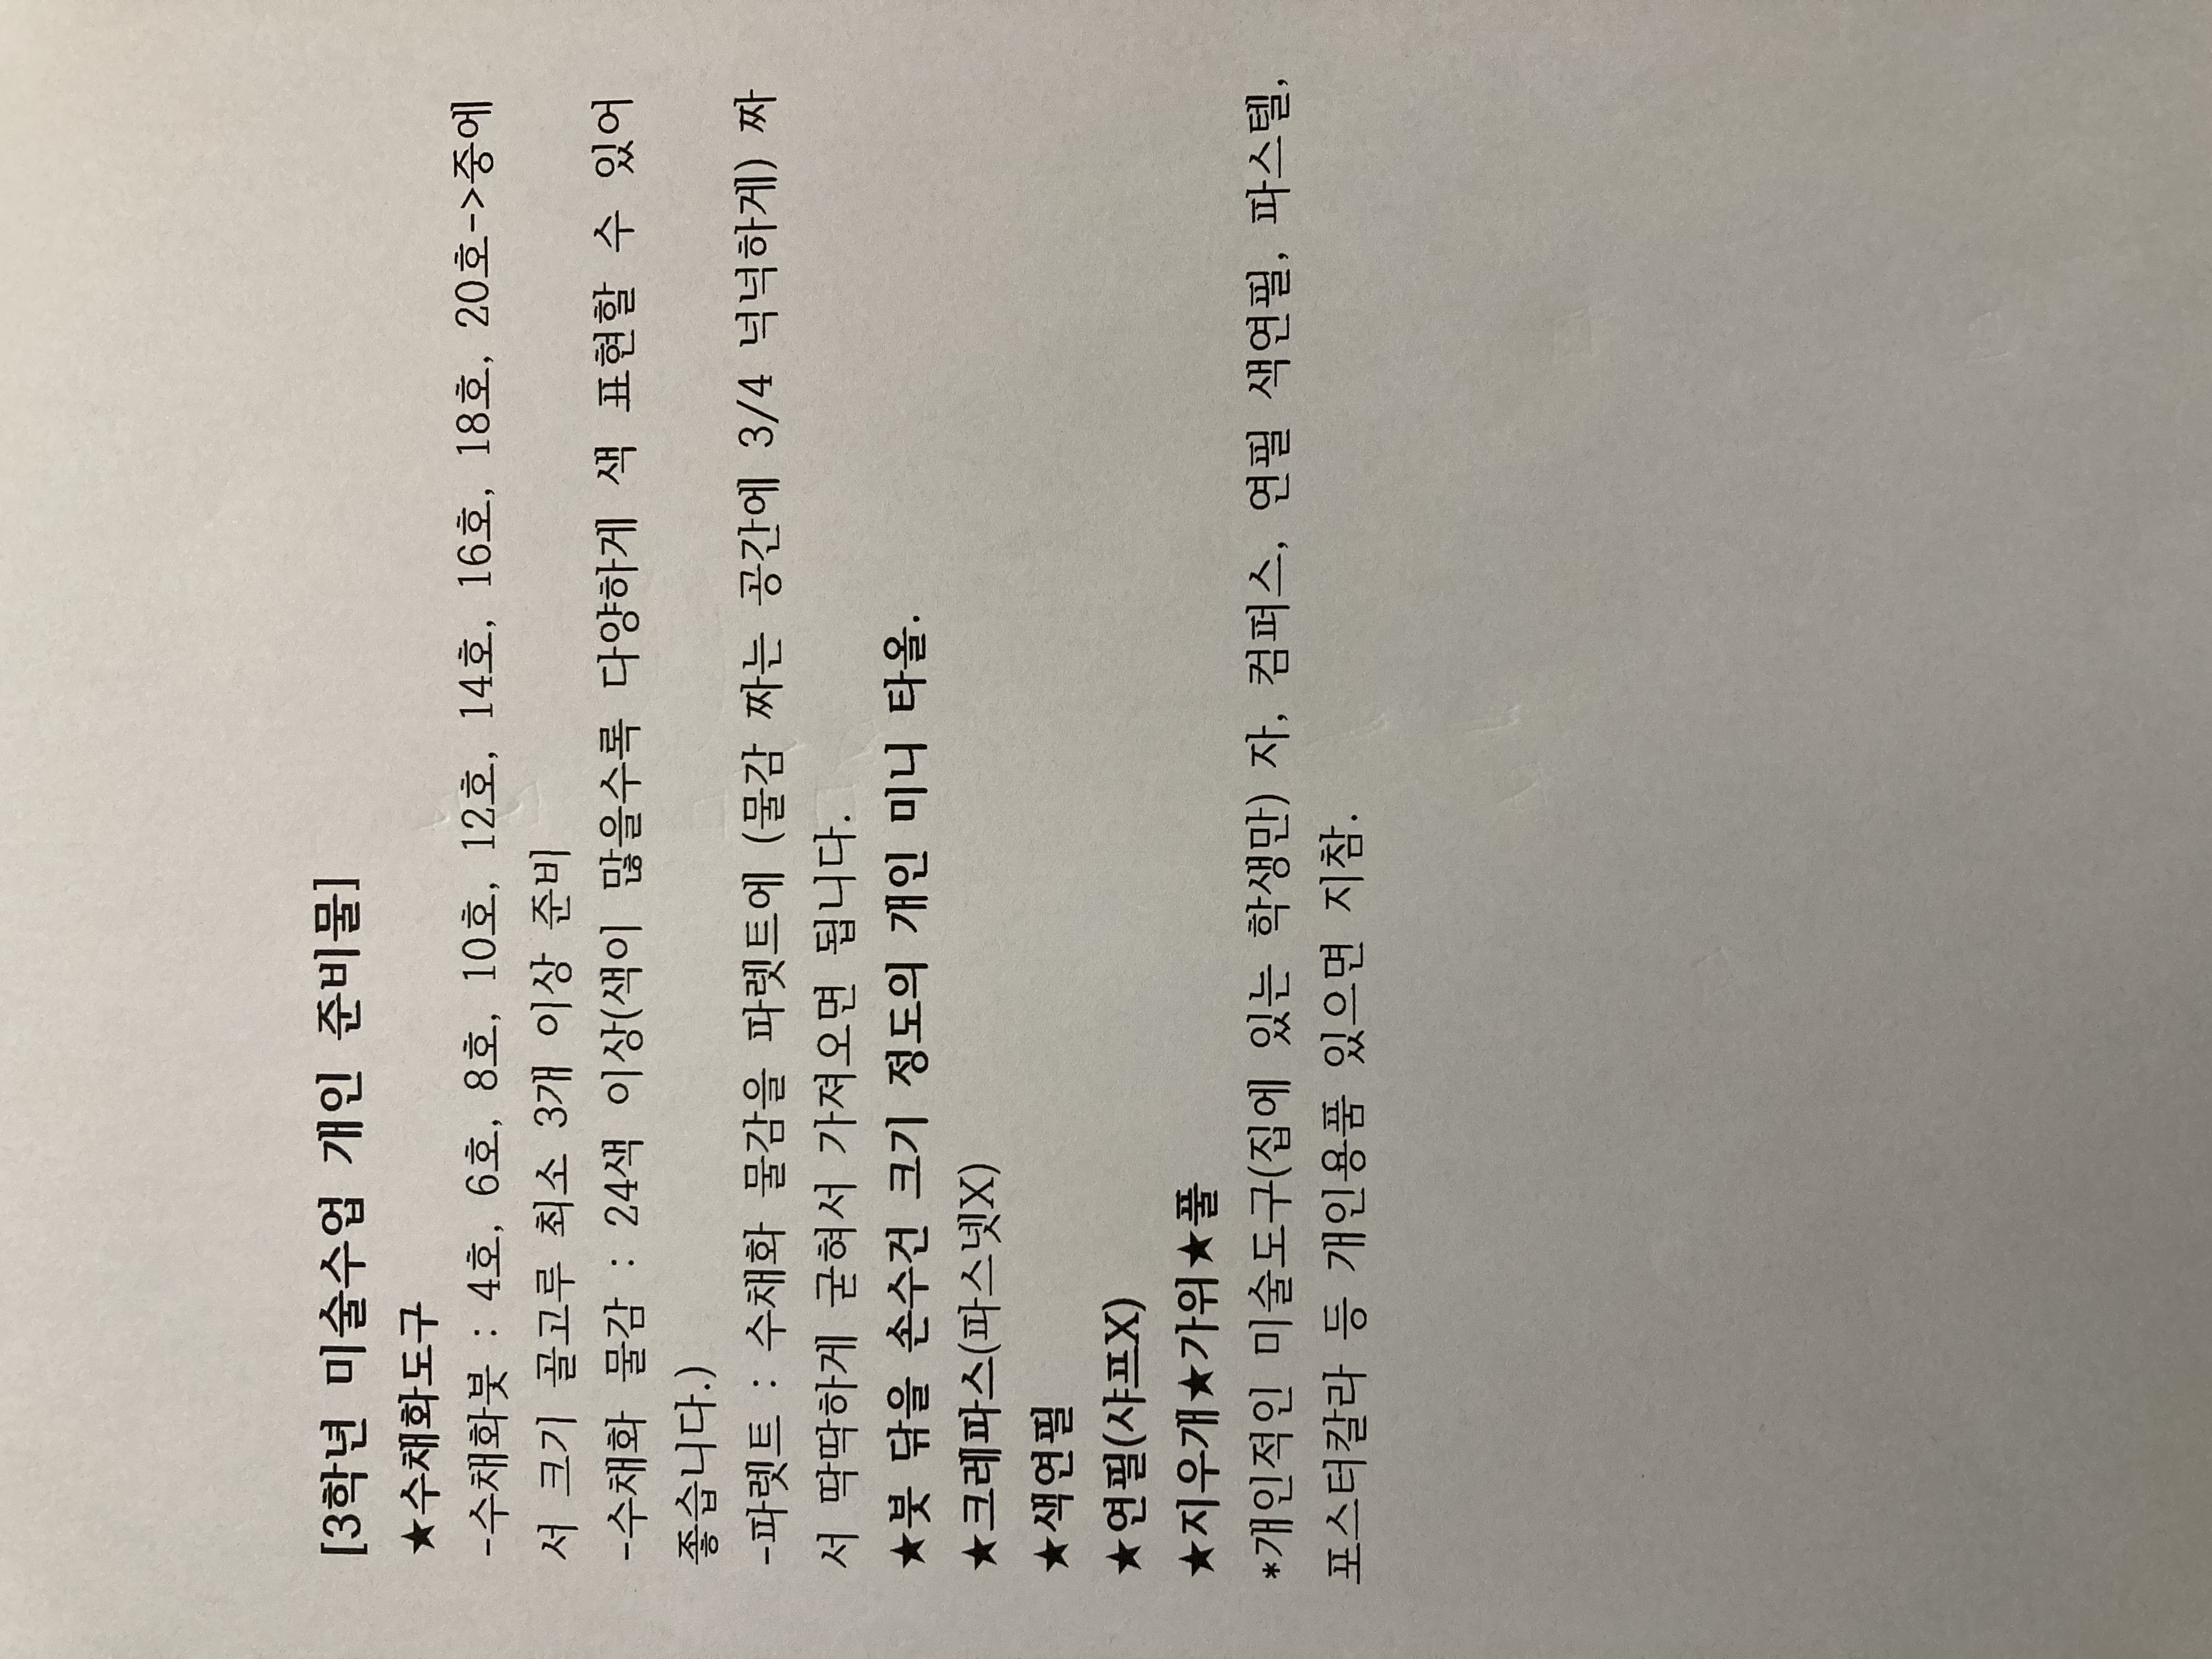 [3학년 미술수업 개인 준비물]
★수채화도구
-수채화붓 : 4호, 6호, 8호, 10호, 12호, 14호, 16호, 18호, 20호->중에
서 크기 골고루 최소 3개 이상 준비
-수채화 물감 : 24색 이상(색이 많을수록 다양하게 색 표현할 수 있어
좋습니다.)
-파렛트 : 수채화 물감을 파렛트에 (물감 짜는 공간에 3/4 넉넉하게) 짜
서 딱딱하게 굳혀서 가져오면 됩니다.
★붓 닦을 손수건 크기 정도의 개인 미니 타올.
★크레파스(파스넷X)
★색연필
★연필(샤프X)
★지우개★가위★풀
*개인적인 미술도구(집에 있는 학생만) 자, 컴퍼스, 연필 색연필, 파스텔,
포스터칼라 등 개인용품 있으면 지참.